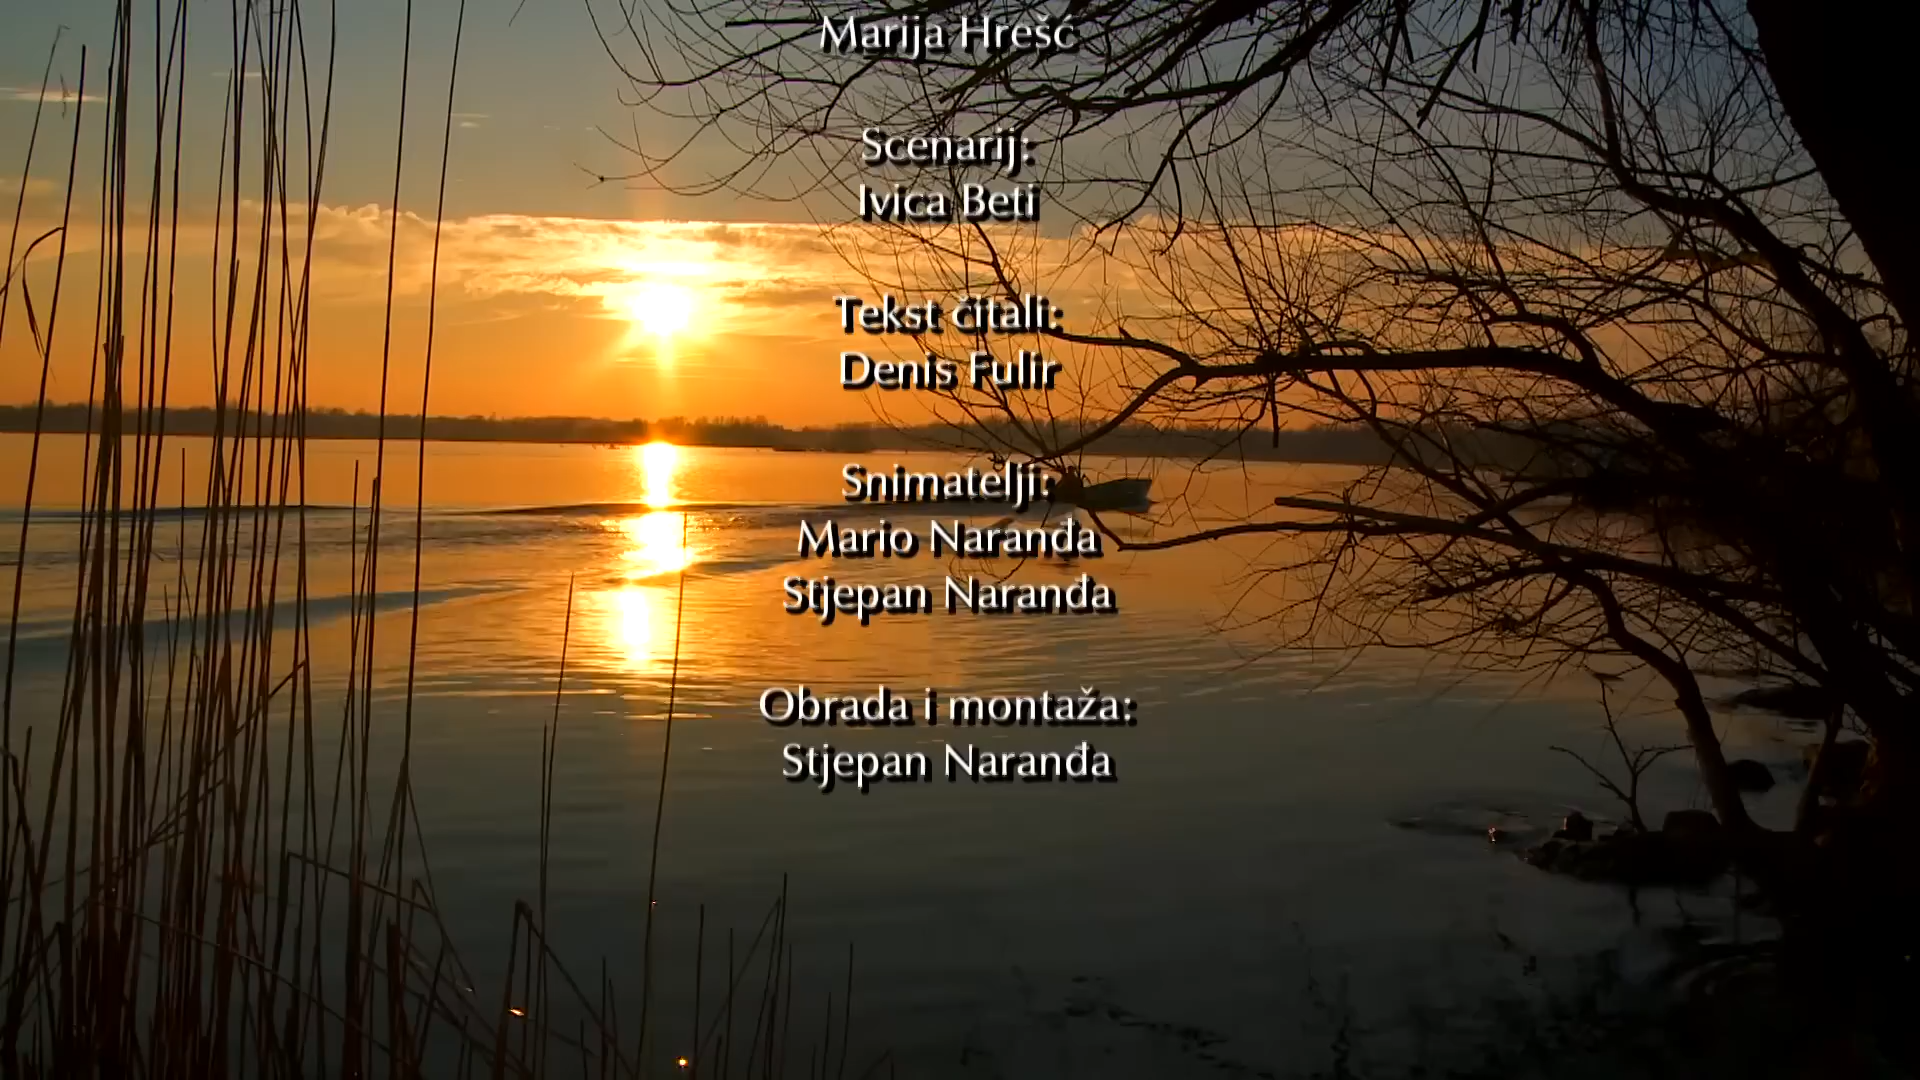 Marija Hrešć
Scenarij:
Ivica Beti
Tekst čitali:
Denis Fulir
Snimatelji:
Mario Naranđa
Stjepan Naranđa
Obrada i montaža:
Stjepan Naranđa